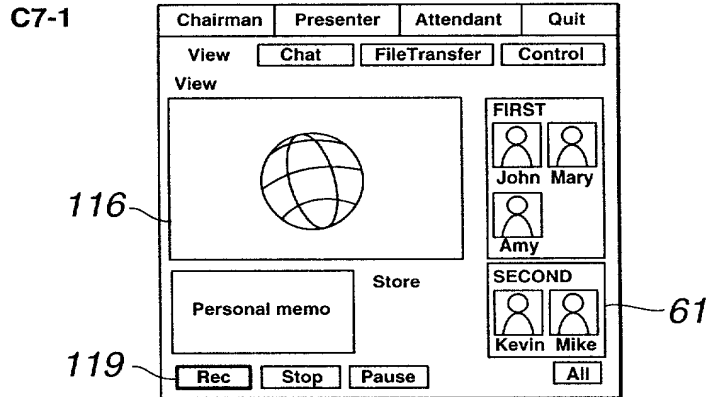 C7-1
Chairman Presenter Attendant Quit
View Chat FileTransfer Control
View
FIRST
John Mary
116
Amy
Store
SECOND
Personal memo
61
Kevin Mike
119
Rec Stop Pause All